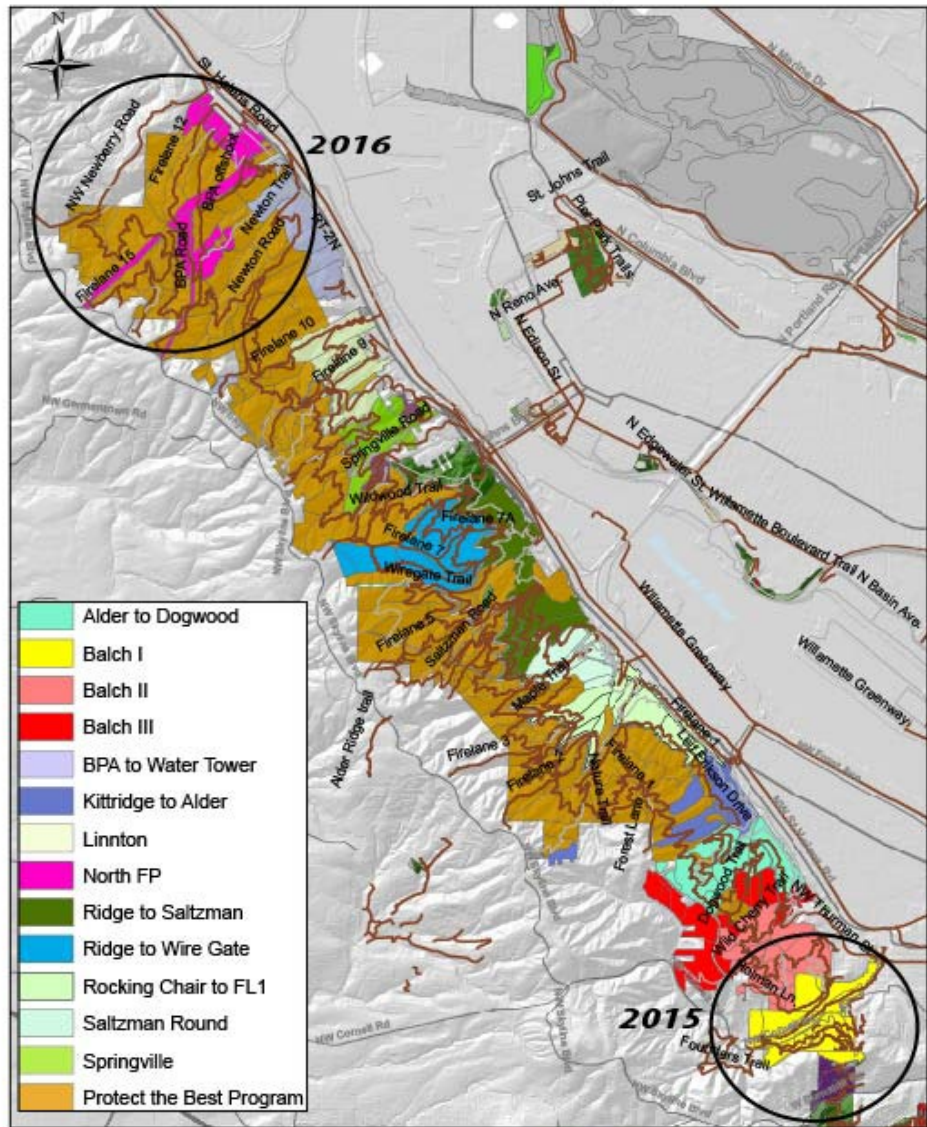 N
St. Helens Road
2016
NW Newberry Road
Firelane 12
BPA offshoot
Newton Trail
PT-2N
BPA Road
Newton Road
Firelane 15
N Marine Dr
St. Johns Trail
Pier Park Trails
N Columbia Blvd
N Portland Rd
N Reno Ave.
N Edison St.
Firelane 10
Firelane 9
NW Germantown Rd
Springville Road
Wildwood Trail
Firelane 7A
Firelane 7
Wiregate Trail
N Edgewater St.
Willamette Boulevard Trail
N Basin Ave.
Firelane 5
Saltzman Road
Willamette Greenway
Willamette Greenway
Maple Trail
Alder Ridge trail
Firelane 3
Firelane 2
Nature Trail
Firelane 1
Firelane 1
Leif Erickson Drive
Forest Lane
Dogwood Trail
Wild Cherry Trail
NW Thurman
Holman Ln.
2015
Founders Trail
NW Cornell Rd
NW Skyline Blvd
Alder to Dogwood
Balch I
Balch II
Balch III
BPA to Water Tower
Kittridge to Alder
Linnton
North FP
Ridge to Saltzman
Ridge to Wire Gate
Rocking Chair to FL1
Saltzman Round
Springville
Protect the Best Program